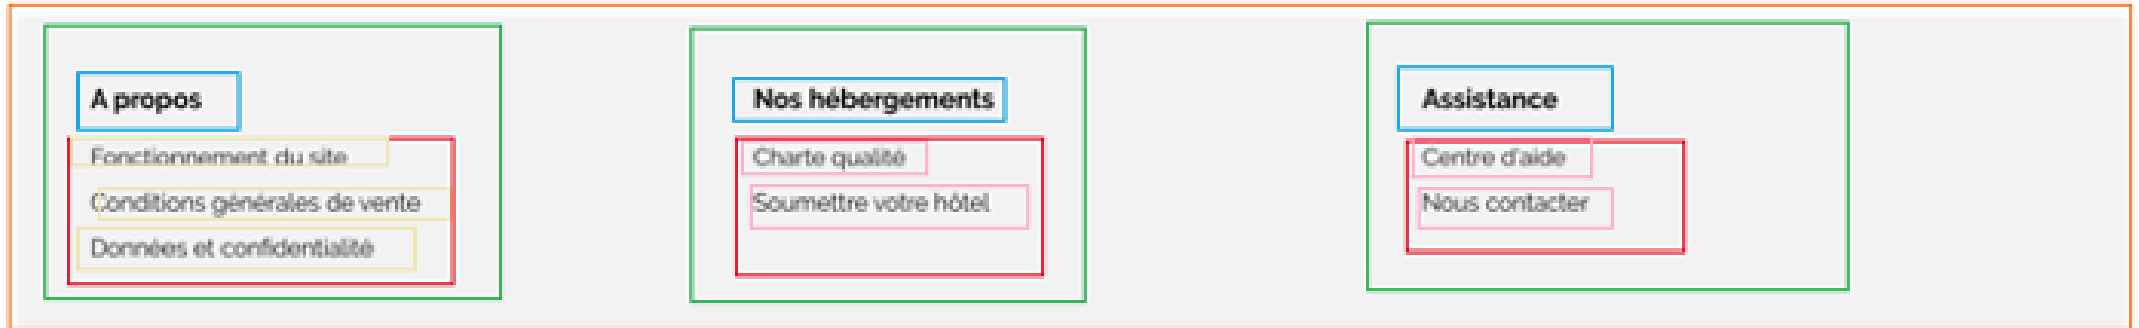 A propos
Fonctionnement du site
Conditions générales de vente
Données et confidentialité
Nos hébergements
Charte qualité
Soumettre votre hôtel
Assistance
Centre d'aide
Nous contacter